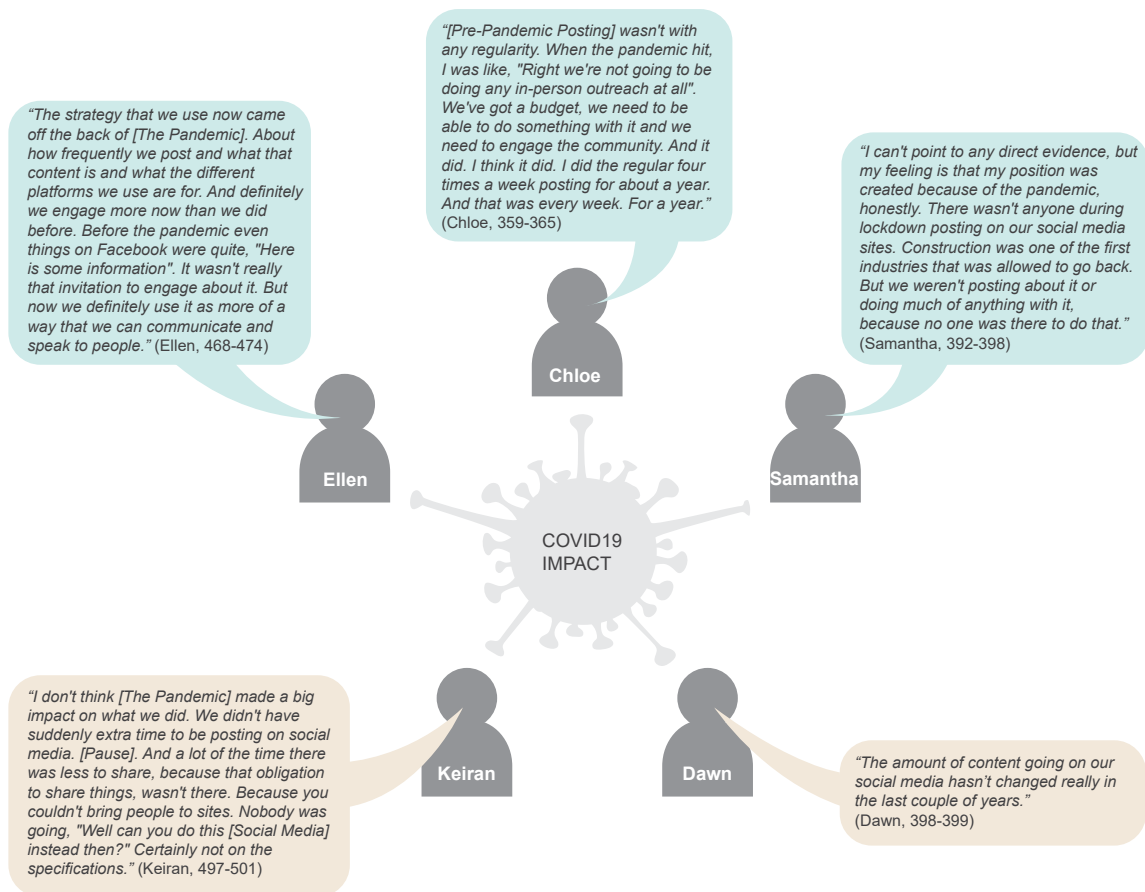 “[Pre-Pandemic Posting] wasn't with
any regularity. When the pandemic hit,
I was like, "Right we're not going to be
doing any in-person outreach at all".
We've got a budget, we need to be
able to do something with it and we
need to engage the community. And it
did. I think it did. I did the regular four
times a week posting for about a year.
And that was every week. For a year.”
(Chloe, 359-365)
“The strategy that we use now came
off the back of [The Pandemic]. About
how frequently we post and what that
content is and what the different
platforms we use are for. And definitely
we engage more now than we did
before. Before the pandemic even
things on Facebook were quite, "Here
is some information". It wasn't really
that invitation to engage about it. But
now we definitely use it as more of a
way that we can communicate and
speak to people.” (Ellen, 468-474)
“I can't point to any direct evidence, but
my feeling is that my position was
created because of the pandemic,
honestly. There wasn't anyone during
lockdown posting on our social media
sites. Construction was one of the first
industries that was allowed to go back.
But we weren't posting about it or
doing much of anything with it,
because no one was there to do that.”
(Samantha, 392-398)
Chloe
Ellen
Samantha
COVID19
IMPACT
“I don't think [The Pandemic] made a big
impact on what we did. We didn't have
suddenly extra time to be posting on social
media. [Pause]. And a lot of the time there
was less to share, because that obligation
to share things, wasn't there. Because you
couldn't bring people to sites. Nobody was
going, "Well can you do this [Social Media]
instead then?" Certainly not on the
specifications.” (Keiran, 497-501)
Keiran
Dawn
“The amount of content going on our
social media hasn’t changed really in
the last couple of years.”
(Dawn, 398-399)